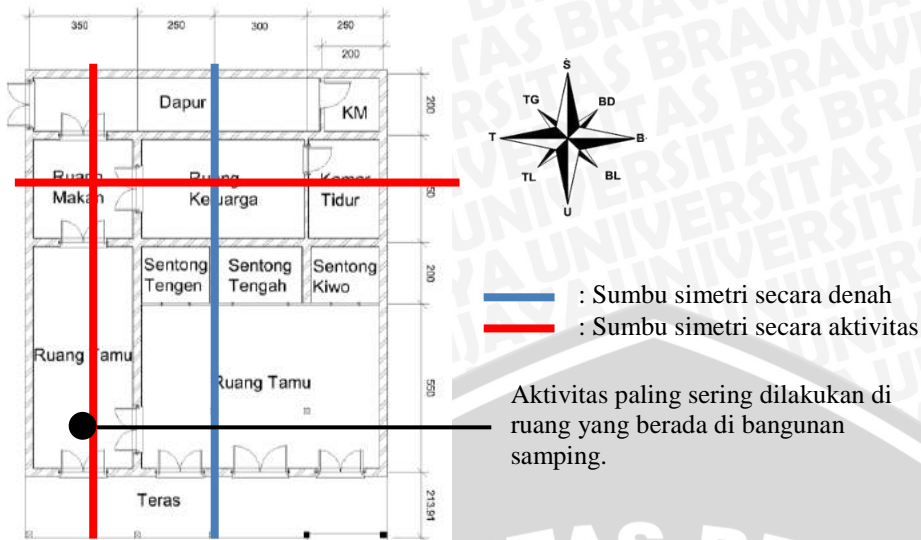 350 250 300 260
200
Dapur
KM
200
Ruang
Makan
Ruang
Keluarga
Kamar
Tidur
50
Sentong
Tengen
Sentong
Tengah
Sentong
Kiwo
200
Ruang Tamu
Ruang Tamu
550
Teras
213.91
S
TG BD
T B
TL BL
U
: Sumbu simetri secara denah
: Sumbu simetri secara aktivitas
Aktivitas paling sering dilakukan di
ruang yang berada di bangunan
samping.